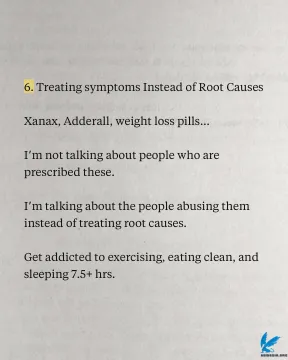 6. Treating symptoms Instead of Root Causes
Xanax, Adderall, weight loss pills...
I'm not talking about people who are
prescribed these.
I'm talking about the people abusing them
instead of treating root causes.
Get addicted to exercising, eating clean, and
sleeping 7.5+ hrs.